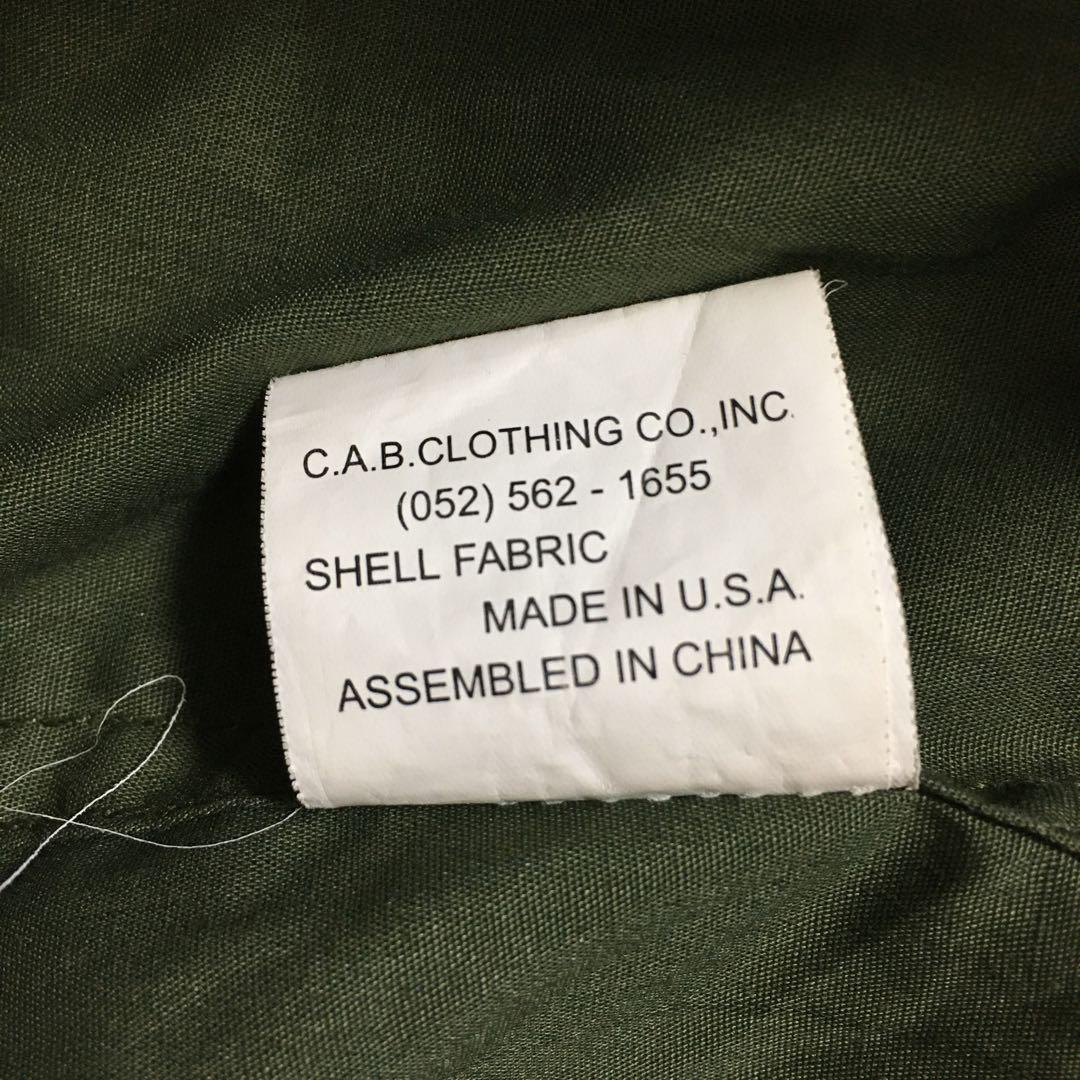 C.A.B.CLOTHING CO.,INC.
(052) 562 - 1655
SHELL FABRIC
MADE IN U.S.A.
ASSEMBLED IN CHINA